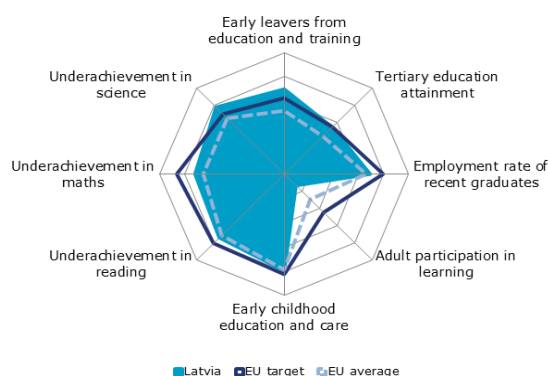 Early leavers from
education and training
Underachievement in
science
Tertiary education
attainment
Underachievement in
maths
Employment rate of
recent graduates
Underachievement in
reading
Adult participation in
learning
Early childhood
education and care
Latvia EU target EU average